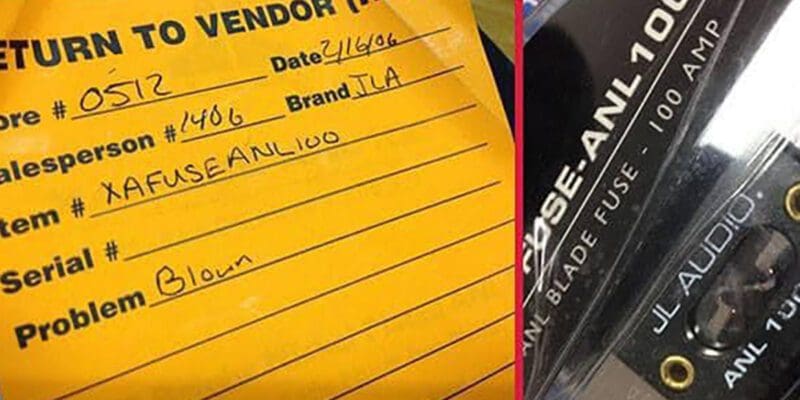 ETURN TO VENDOR
ore # 0512 Date 2/16/06
alesperson # 1406 Brand JLA
tem # XAFUSEANL100
Serial #
Problem Blown
FUSE-ANL100
ANL BLADE FUSE - 100 AMP
JL AUDIO
ANL 10